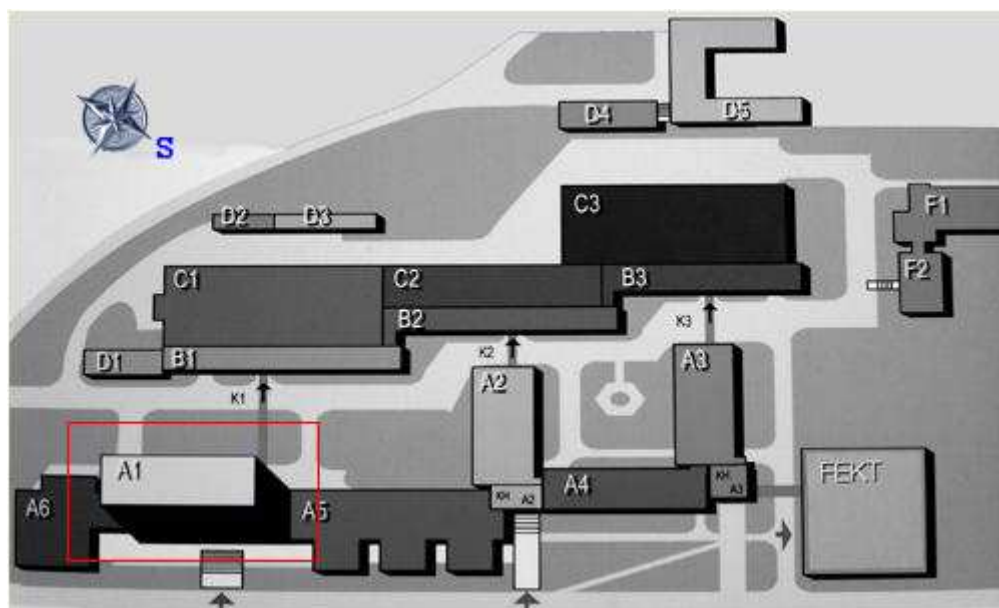 S
D4
D5
D2
D3
C3
F1
C1
C2
B3
F2
B2
K3
D1
B1
K2
A2
A3
K1
A1
FEKT
A6
A5
KH
A2
A4
KH
A3